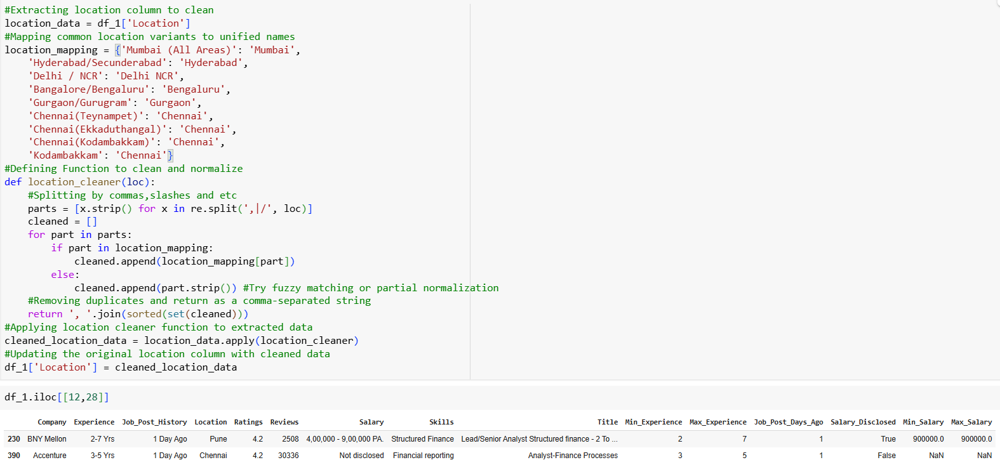 #Extracting location column to clean
location_data = df_1['Location']
#Mapping common location variants to unified names
location_mapping = {'Mumbai (All Areas)': 'Mumbai',
    'Hyderabad/Secunderabad': 'Hyderabad',
    'Delhi / NCR': 'Delhi NCR',
    'Bangalore/Bengaluru': 'Bengaluru',
    'Gurgaon/Gurugram': 'Gurgaon',
    'Chennai(Teynampet)': 'Chennai',
    'Chennai(Ekkaduthangal)': 'Chennai',
    'Chennai(Kodambakkam)': 'Chennai',
    'Kodambakkam': 'Chennai'}
#Defining Function to clean and normalize
def location_cleaner(loc):
    #Splitting by commas,slashes and etc
    parts = [x.strip() for x in re.split(',|/', loc)]
    cleaned = []
    for part in parts:
        if part in location_mapping:
            cleaned.append(location_mapping[part])
        else:
            cleaned.append(part.strip()) #Try fuzzy matching or partial normalization
    #Removing duplicates and return as a comma-separated string
    return ', '.join(sorted(set(cleaned)))
#Applying location cleaner function to extracted data
cleaned_location_data = location_data.apply(location_cleaner)
#Updating the original location column with cleaned data
df_1['Location'] = cleaned_location_data
df_1.iloc[[12,28]]
Company Experience Job_Post_History Location Ratings Reviews Salary Skills Title Min_Experience Max_Experience Job_Post_Days_Ago Salary_Disclosed Min_Salary Max_Salary
230 BNY Mellon 2-7 Yrs 1 Day Ago Pune 4.2 2508 4,00,000 - 9,00,000 PA. Structured Finance Lead/Senior Analyst Structured finance - 2 To ... 2 7 1 True 900000.0 900000.0
390 Accenture 3-5 Yrs 1 Day Ago Chennai 4.2 30336 Not disclosed Financial reporting Analyst-Finance Processes 3 5 1 False NaN NaN